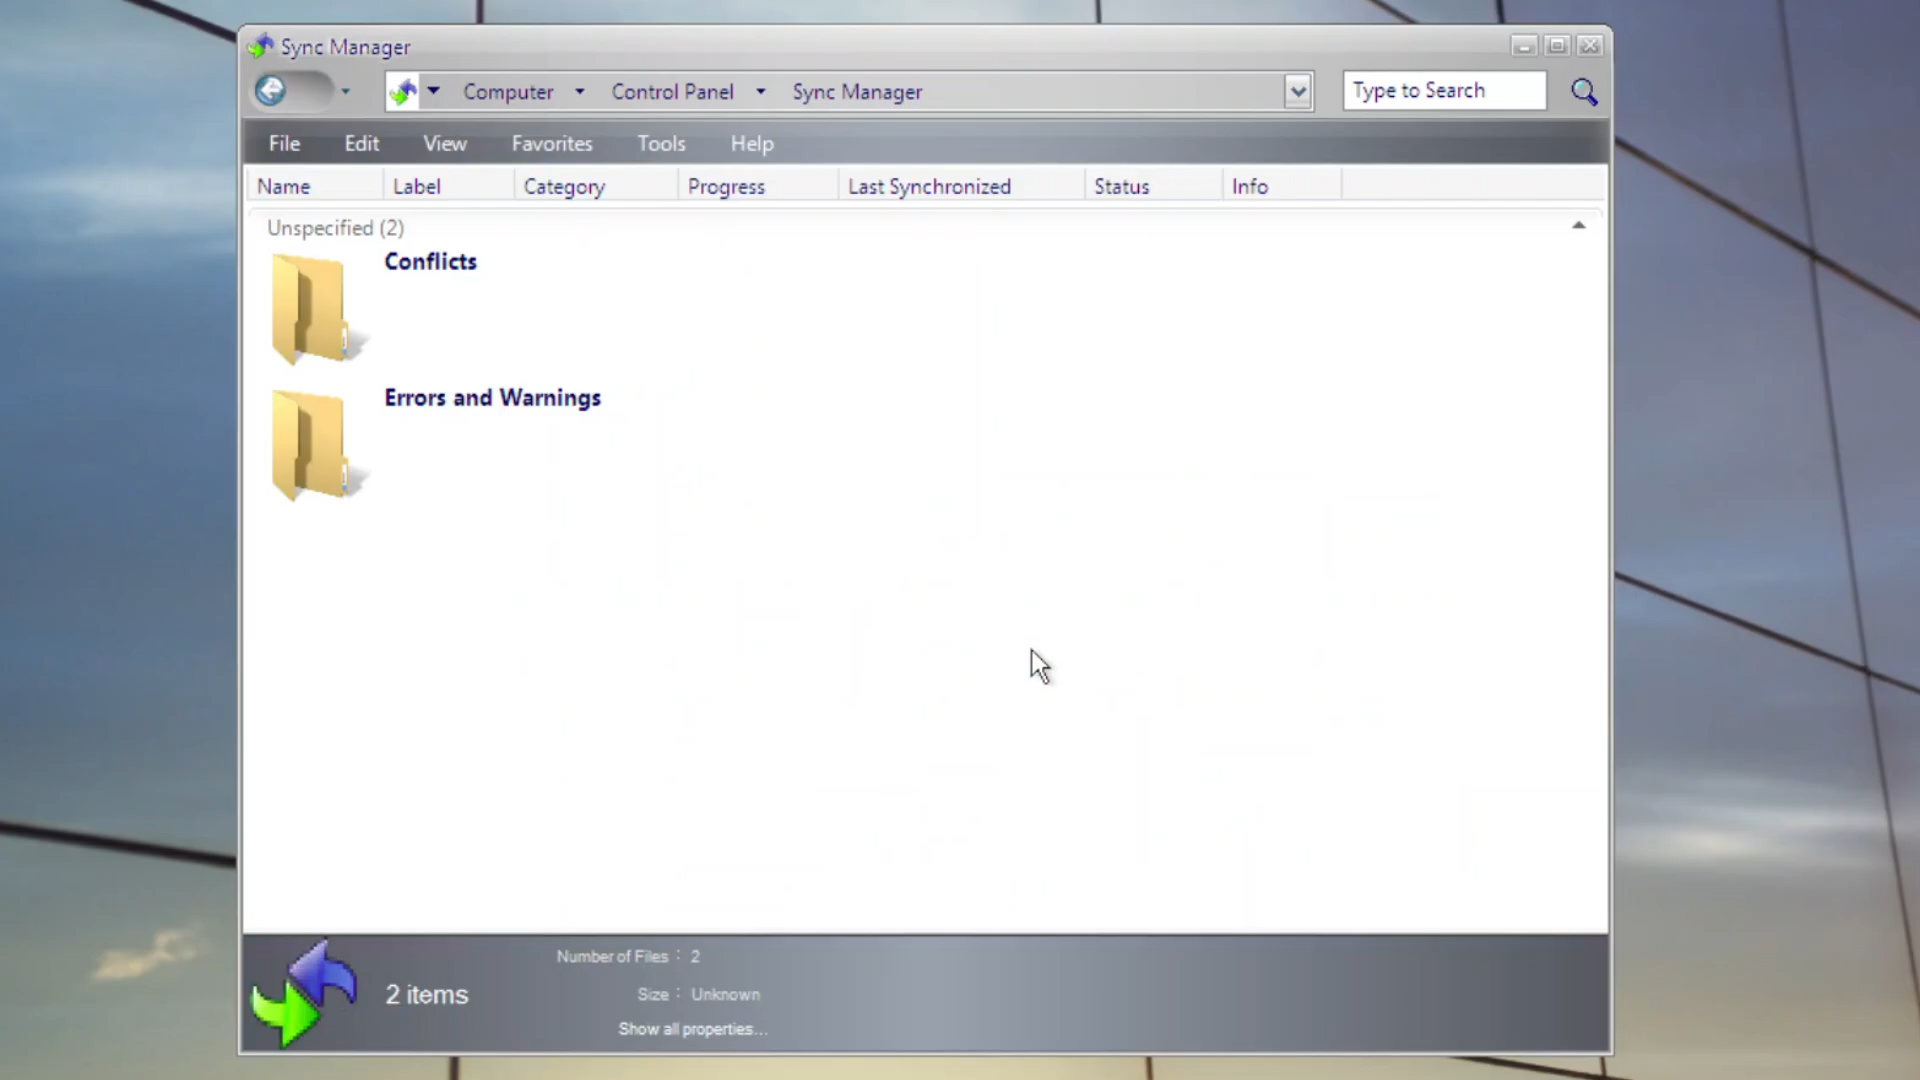 Sync Manager
Computer Control Panel Sync Manager Type to Search
File Edit View Favorites Tools Help
Name Label Category Progress Last Synchronized Status Info
Unspecified (2)
Conflicts
Errors and Warnings
Number of Files : 2
2 items
Size : Unknown
Show all properties...